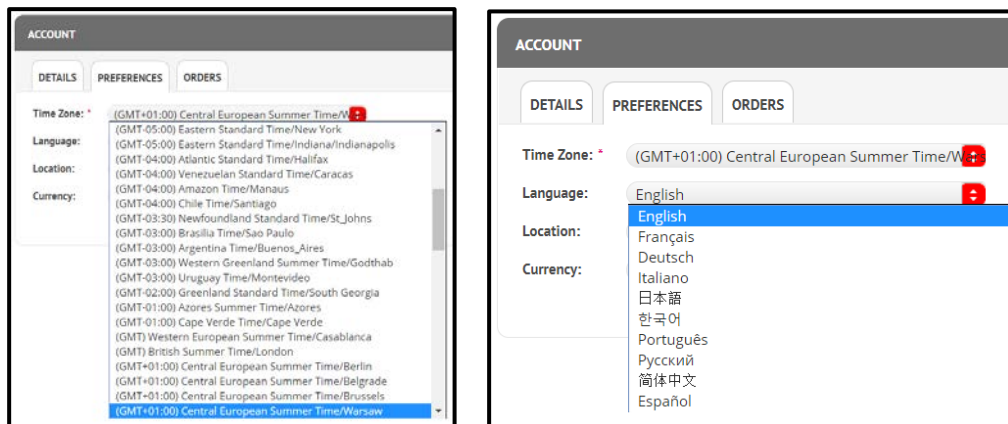 ACCOUNT
DETAILS PREFERENCES ORDERS
Time Zone: * (GMT+01:00) Central European Summer Time/W
(GMT-05:00) Eastern Standard Time/New York
(GMT-05:00) Eastern Standard Time/Indiana/Indianapolis
Language:
(GMT-04:00) Atlantic Standard Time/Halifax
(GMT-04:00) Venezuelan Standard Time/Caracas
Location:
(GMT-04:00) Amazon Time/Manaus
(GMT-04:00) Chile Time/Santiago
Currency:
(GMT-03:30) Newfoundland Standard Time/St_Johns
(GMT-03:00) Brasilia Time/Sao Paulo
(GMT-03:00) Argentina Time/Buenos_Aires
(GMT-03:00) Western Greenland Summer Time/Godthab
(GMT-03:00) Uruguay Time/Montevideo
(GMT-02:00) Greenland Standard Time/South Georgia
(GMT-01:00) Azores Summer Time/Azores
(GMT-01:00) Cape Verde Time/Cape Verde
(GMT) Western European Summer Time/Casablanca
(GMT) British Summer Time/London
(GMT+01:00) Central European Summer Time/Berlin
(GMT+01:00) Central European Summer Time/Belgrade
(GMT+01:00) Central European Summer Time/Brussels
(GMT+01:00) Central European Summer Time/Warsaw
ACCOUNT
DETAILS PREFERENCES ORDERS
Time Zone: * (GMT+01:00) Central European Summer Time/Wars
Language: English
English
Location:
Français
Deutsch
Currency:
Italiano
日本語
한국어
Português
Русский
简体中文
Español